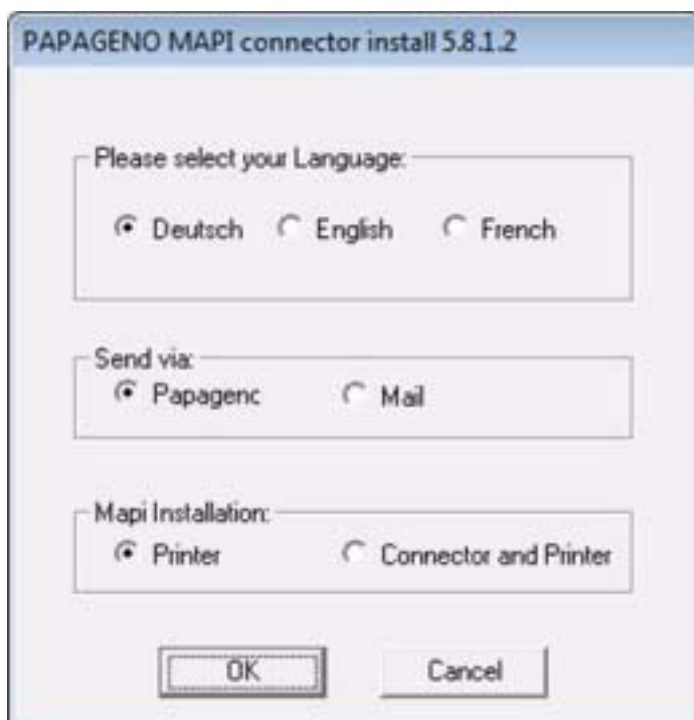 PAPAGENO MAPI connector install 5.8.1.2
Please select your Language:
Deutsch English French
Send via:
Papagenc Mail
Mapi Installation:
Printer Connector and Printer
OK Cancel